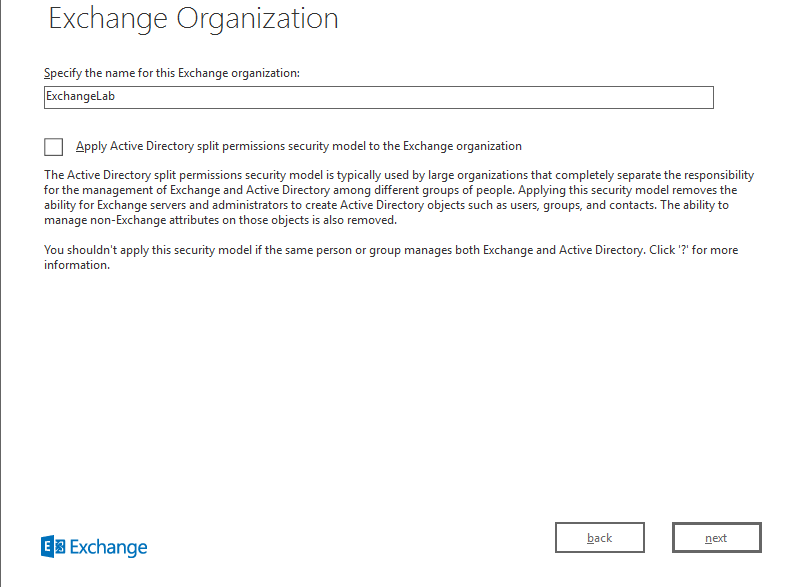 Exchange Organization
Specify the name for this Exchange organization:
ExchangeLab
Apply Active Directory split permissions security model to the Exchange organization
The Active Directory split permissions security model is typically used by large organizations that completely separate the responsibility
for the management of Exchange and Active Directory among different groups of people. Applying this security model removes the
ability for Exchange servers and administrators to create Active Directory objects such as users, groups, and contacts. The ability to
manage non-Exchange attributes on those objects is also removed.
You shouldn't apply this security model if the same person or group manages both Exchange and Active Directory. Click '?' for more
information.
E Exchange
back
next